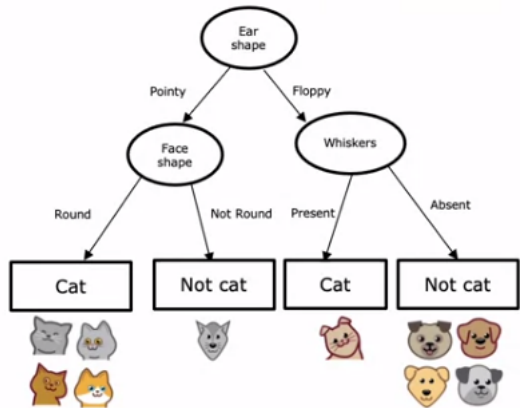 Ear
shape
Pointy
Floppy
Face
shape
Whiskers
Round
Not Round
Present
Absent
Cat
Not cat
Cat
Not cat